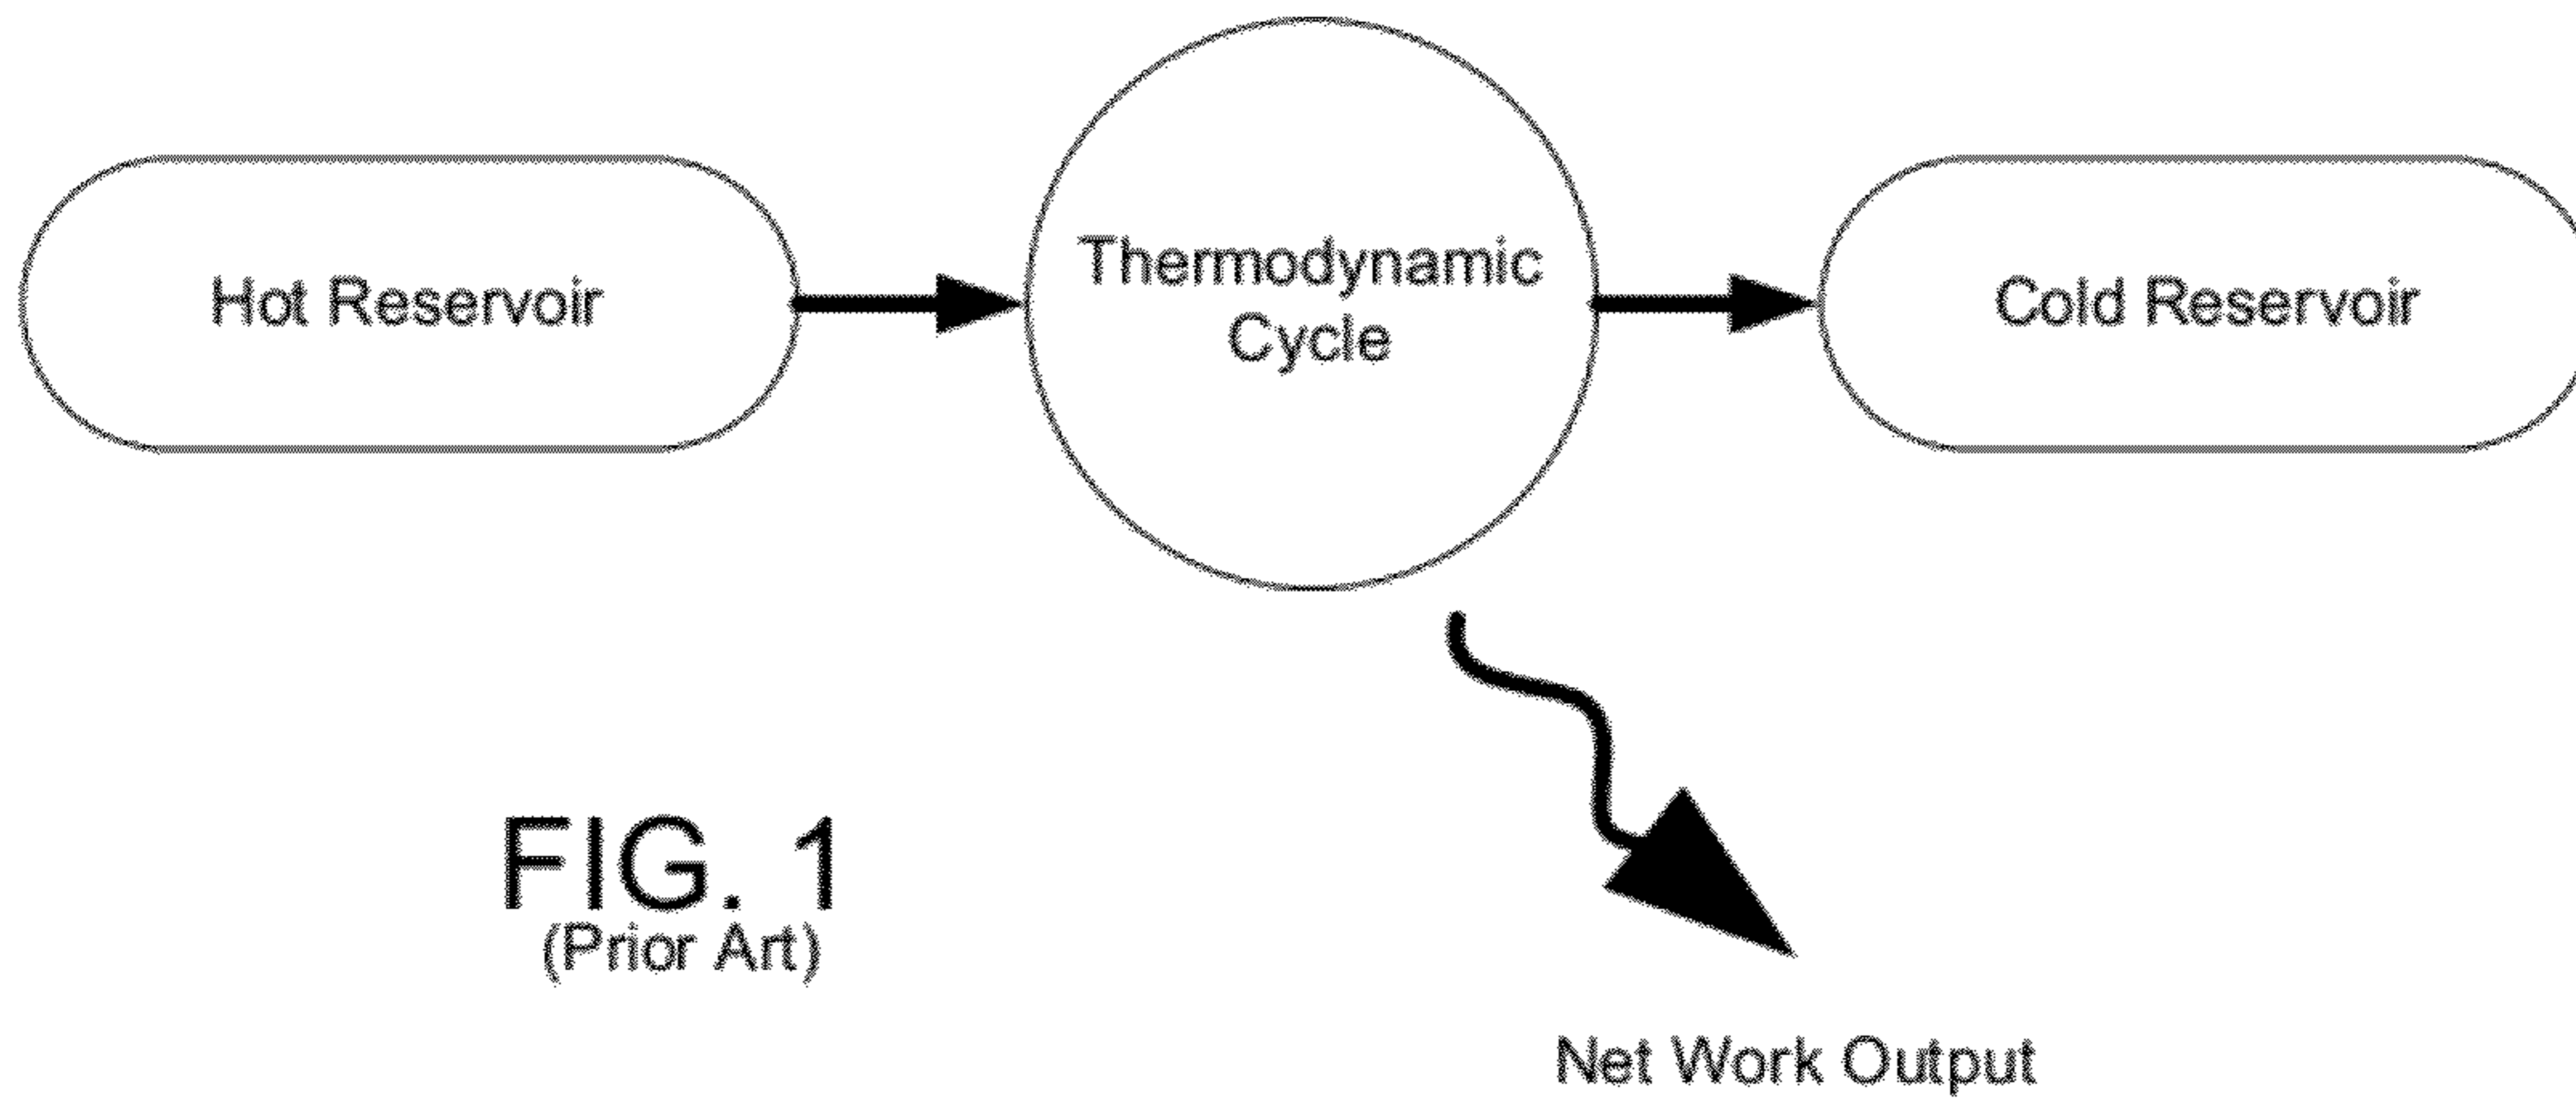 Hot Reservoir
Thermodynamic
Cycle
Cold Reservoir
FIG. 1
(Prior Art)
Net Work Output